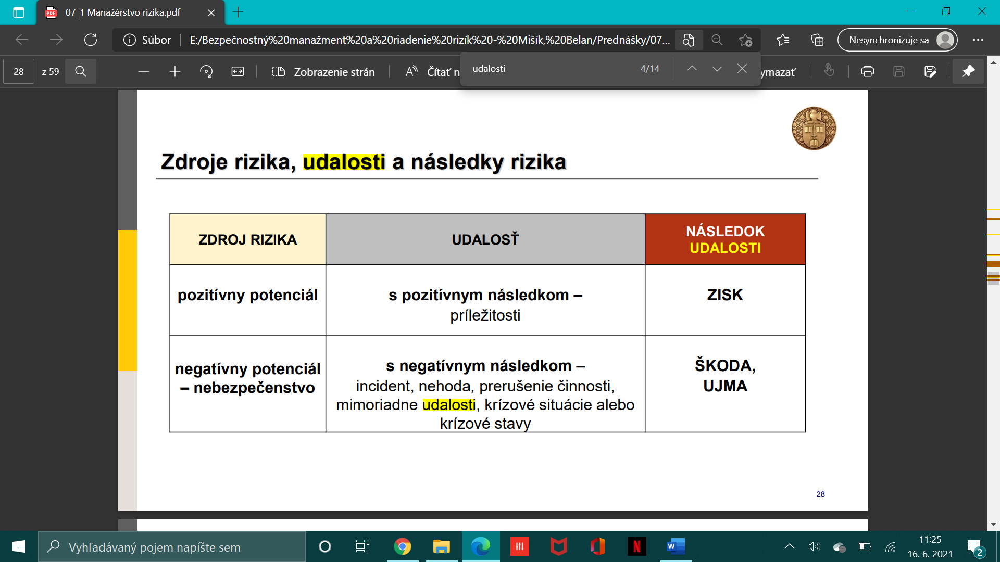 07_1 Manažérstvo rizika.pdf
Súbor
E:/Bezpečnostný%20manažment%20a%20riadenie%20rizík%20-%20Mišík,%20Belan/Prednášky/07...
Nesynchronizuje sa
28
z 59
Zobrazenie strán
Čítať na
udalosti
4/14
ymazať
Zdroje rizika, udalosti a následky rizika
ZDROJ RIZIKA
UDALOSŤ
NÁSLEDOK
UDALOSTI
pozitívny potenciál
s pozitívnym následkom –
príležitosti
ZISK
negatívny potenciál
– nebezpečenstvo
s negatívnym následkom –
incident, nehoda, prerušenie činnosti,
mimoriadne udalosti, krízové situácie alebo
krízové stavy
ŠKODA,
UJMA
28
Vyhľadávaný pojem napíšte sem
11:25
16. 6. 2021
2